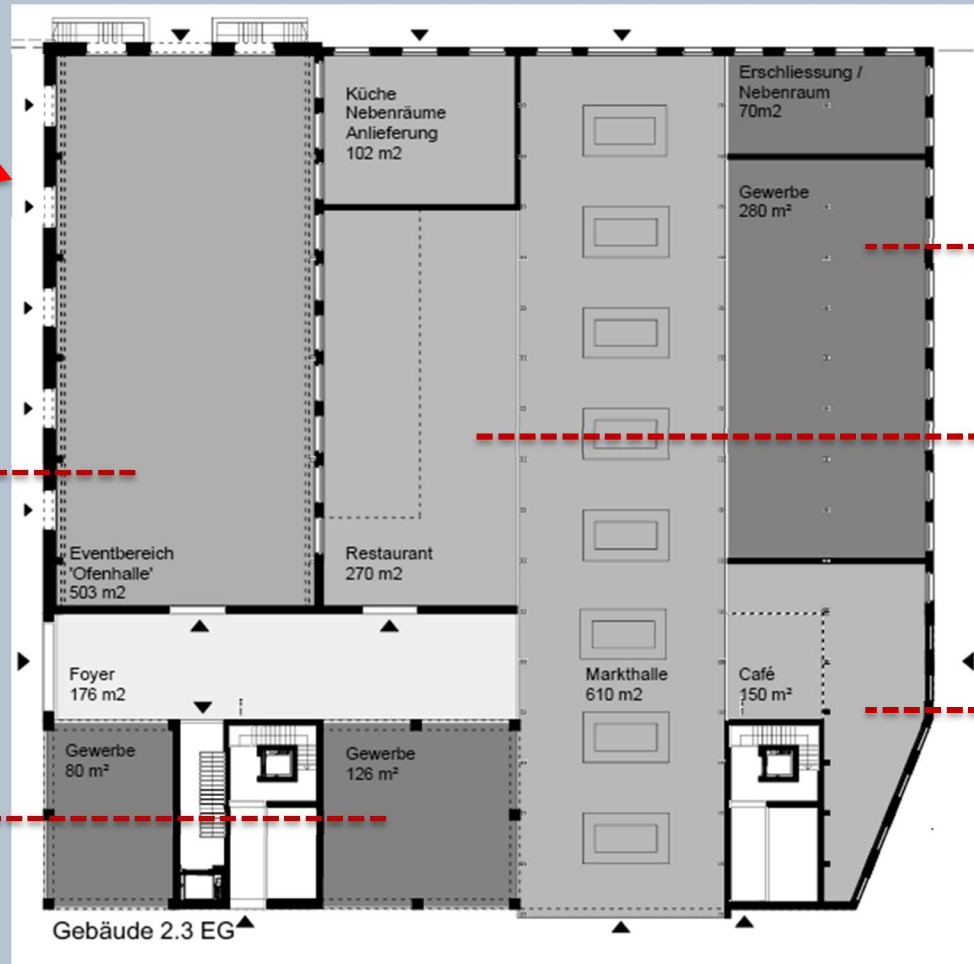 Küche
Nebenräume
Anlieferung
102 m2
Erschliessung /
Nebenraum
70m2
Gewerbe
280 m²
Eventbereich
'Ofenhalle'
503 m2
Restaurant
270 m2
Foyer
176 m2
Markthalle
610 m2
Café
150 m²
Gewerbe
80 m²
Gewerbe
126 m²
Gebäude 2.3 EG